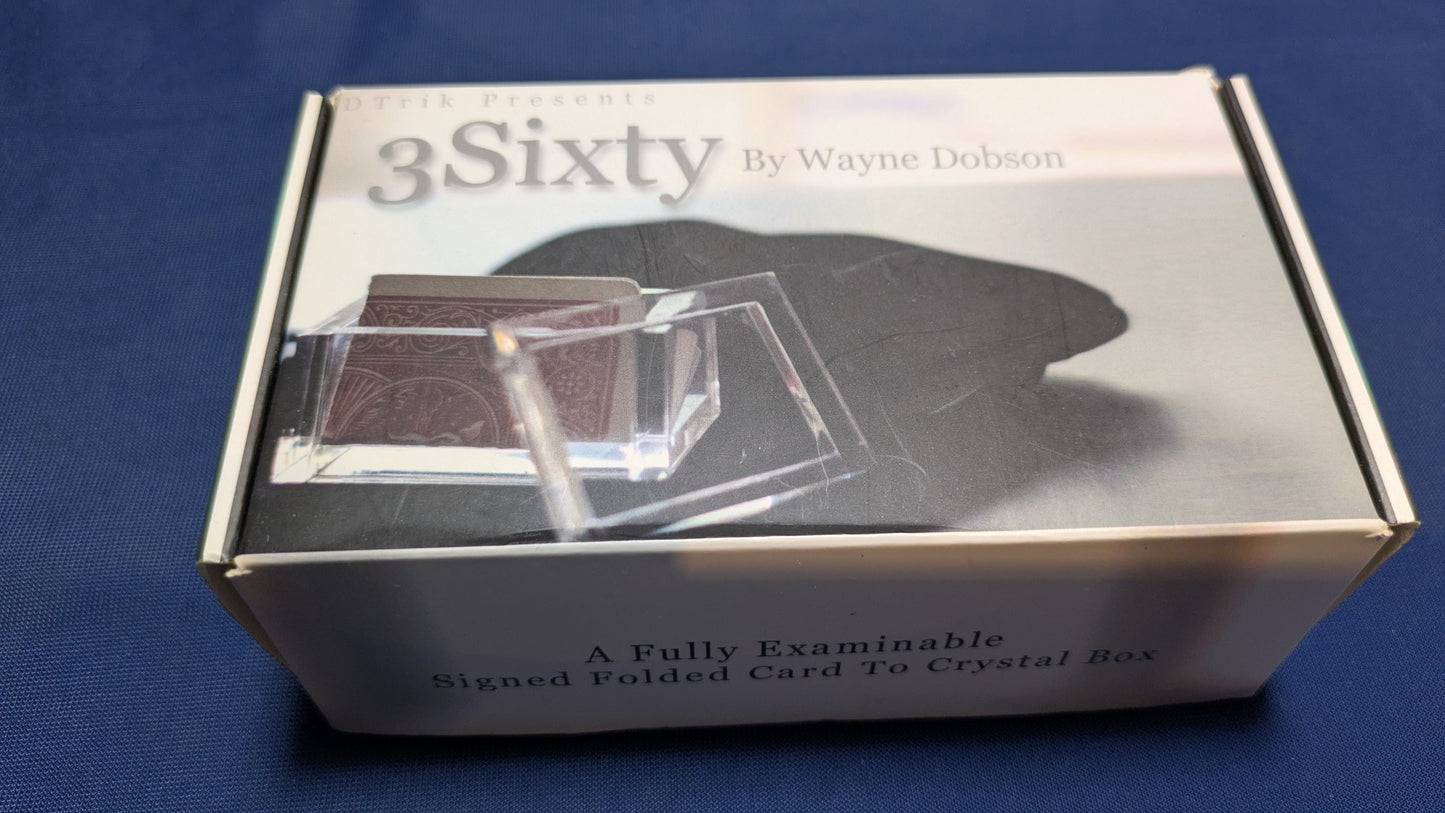 DTrik Presents
3Sixty By Wayne Dobson
A Fully Examinable
Signed Folded Card To Crystal Box